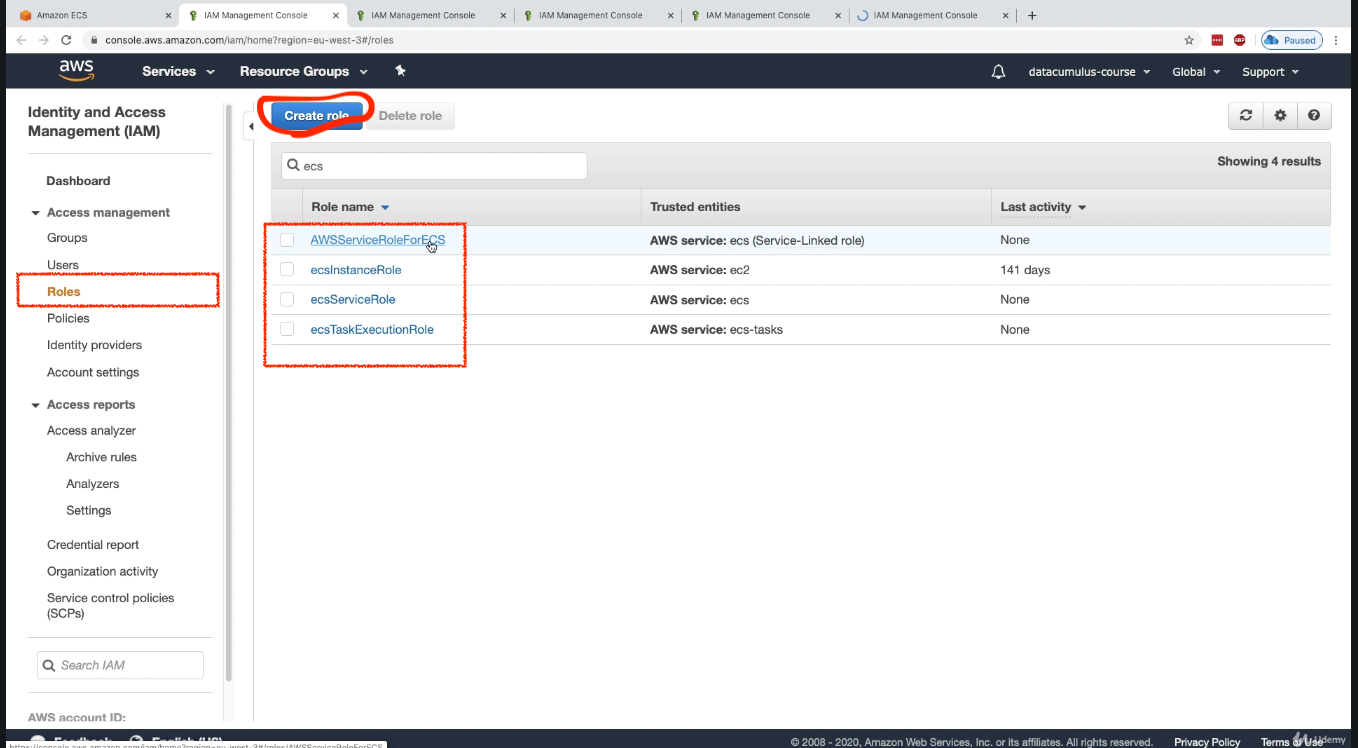 Amazon ECS
IAM Management Console
IAM Management Console
IAM Management Console
IAM Management Console
IAM Management Console
console.aws.amazon.com/iam/home?region=eu-west-3#/roles
ABP
Paused
aws
Services
Resource Groups
datacumulus-course
Global
Support
Identity and Access
Management (IAM)
Dashboard
Access management
Groups
Users
Roles
Policies
Identity providers
Account settings
Access reports
Access analyzer
Archive rules
Analyzers
Settings
Credential report
Organization activity
Service control policies
(SCPs)
Search IAM
AWS account ID:
Create role
Delete role
ecs
Showing 4 results
Role name
Trusted entities
Last activity
AWSServiceRoleForECS
AWS service: ecs (Service-Linked role)
None
ecsInstanceRole
AWS service: ec2
141 days
ecsServiceRole
AWS service: ecs
None
ecsTaskExecutionRole
AWS service: ecs-tasks
None
Feedback
English (US)
https://console.aws.amazon.com/iam/home?region=eu-west-3#/roles/AWSServiceRoleForECS
© 2008 - 2020, Amazon Web Services, Inc. or its affiliates. All rights reserved.
Privacy Policy
Terms of Use
Udemy